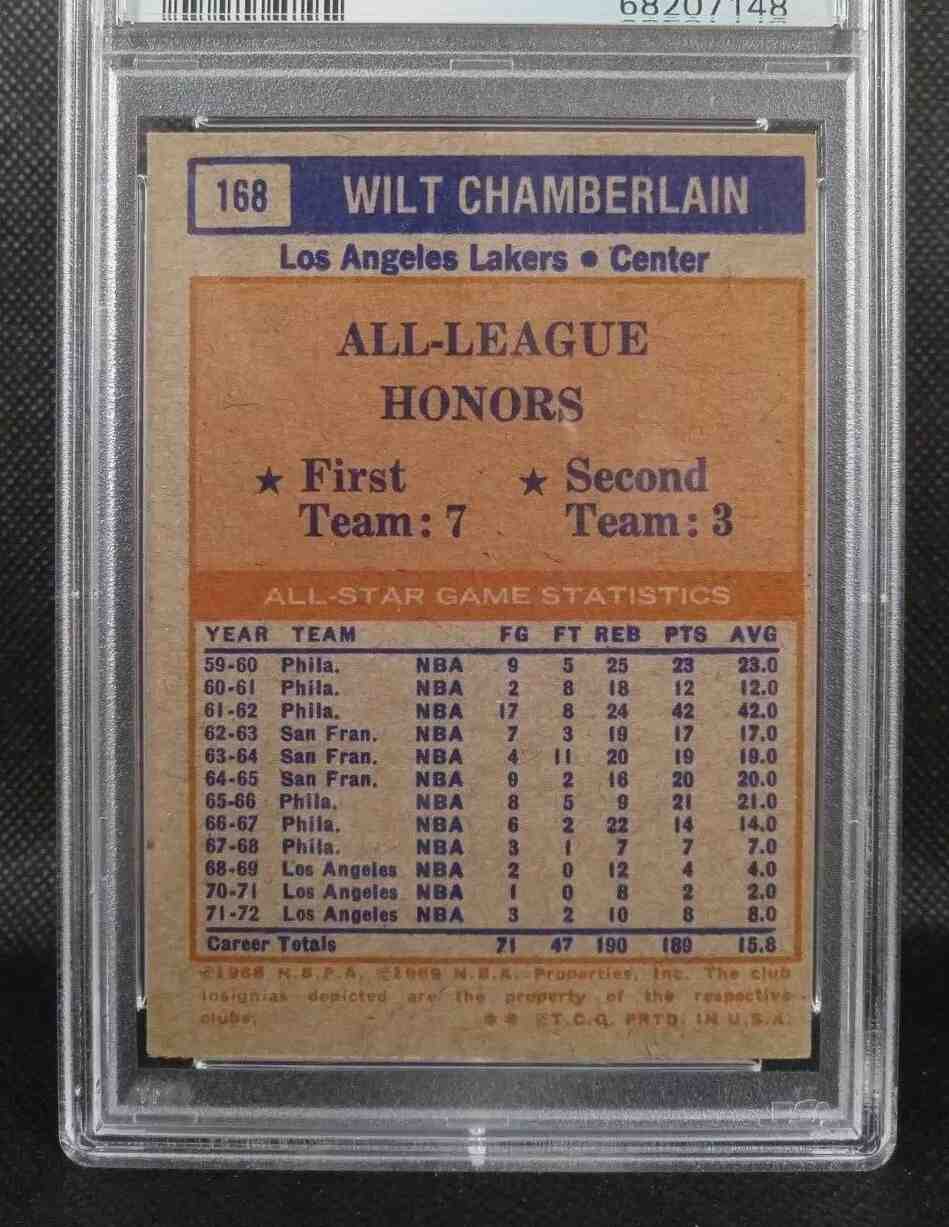 68207148
168 WILT CHAMBERLAIN
Los Angeles Lakers • Center
ALL-LEAGUE
HONORS
★ First Team: 7
★ Second Team: 3
ALL-STAR GAME STATISTICS
YEAR TEAM FG FT REB PTS AVG
59-60 Phila. NBA 9 5 25 23 23.0
60-61 Phila. NBA 2 8 18 12 12.0
61-62 Phila. NBA 17 8 24 42 42.0
62-63 San Fran. NBA 7 3 19 17 17.0
63-64 San Fran. NBA 4 11 20 19 19.0
64-65 San Fran. NBA 9 2 16 20 20.0
65-66 Phila. NBA 8 5 9 21 21.0
66-67 Phila. NBA 6 2 22 14 14.0
67-68 Phila. NBA 3 1 7 7 7.0
68-69 Los Angeles NBA 2 0 12 4 4.0
70-71 Los Angeles NBA 1 0 8 2 2.0
71-72 Los Angeles NBA 3 2 10 8 8.0
Career Totals 71 47 190 189 15.8
©1968 N.B.P.A. ©1969 N.B.A. Properties, Inc. The club
insignias depicted are the property of the respective
clubs. ** ©T.C.G. PRTD. IN U.S.A.